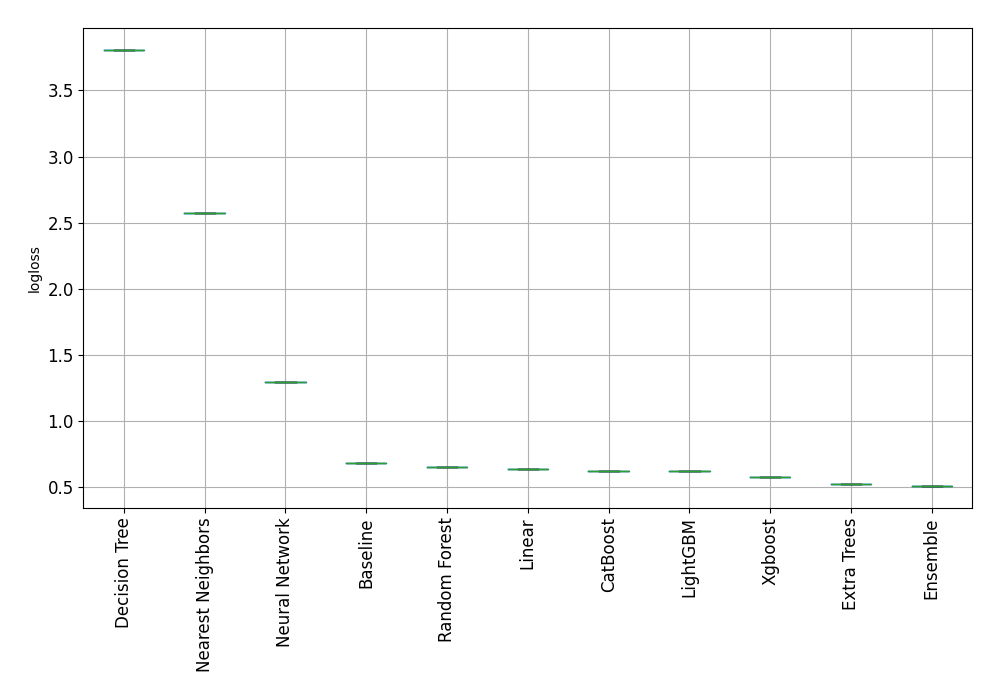 logloss
3.5
3.0
2.5
2.0
1.5
1.0
0.5
Decision Tree
Nearest Neighbors
Neural Network
Baseline
Random Forest
Linear
CatBoost
LightGBM
Xgboost
Extra Trees
Ensemble